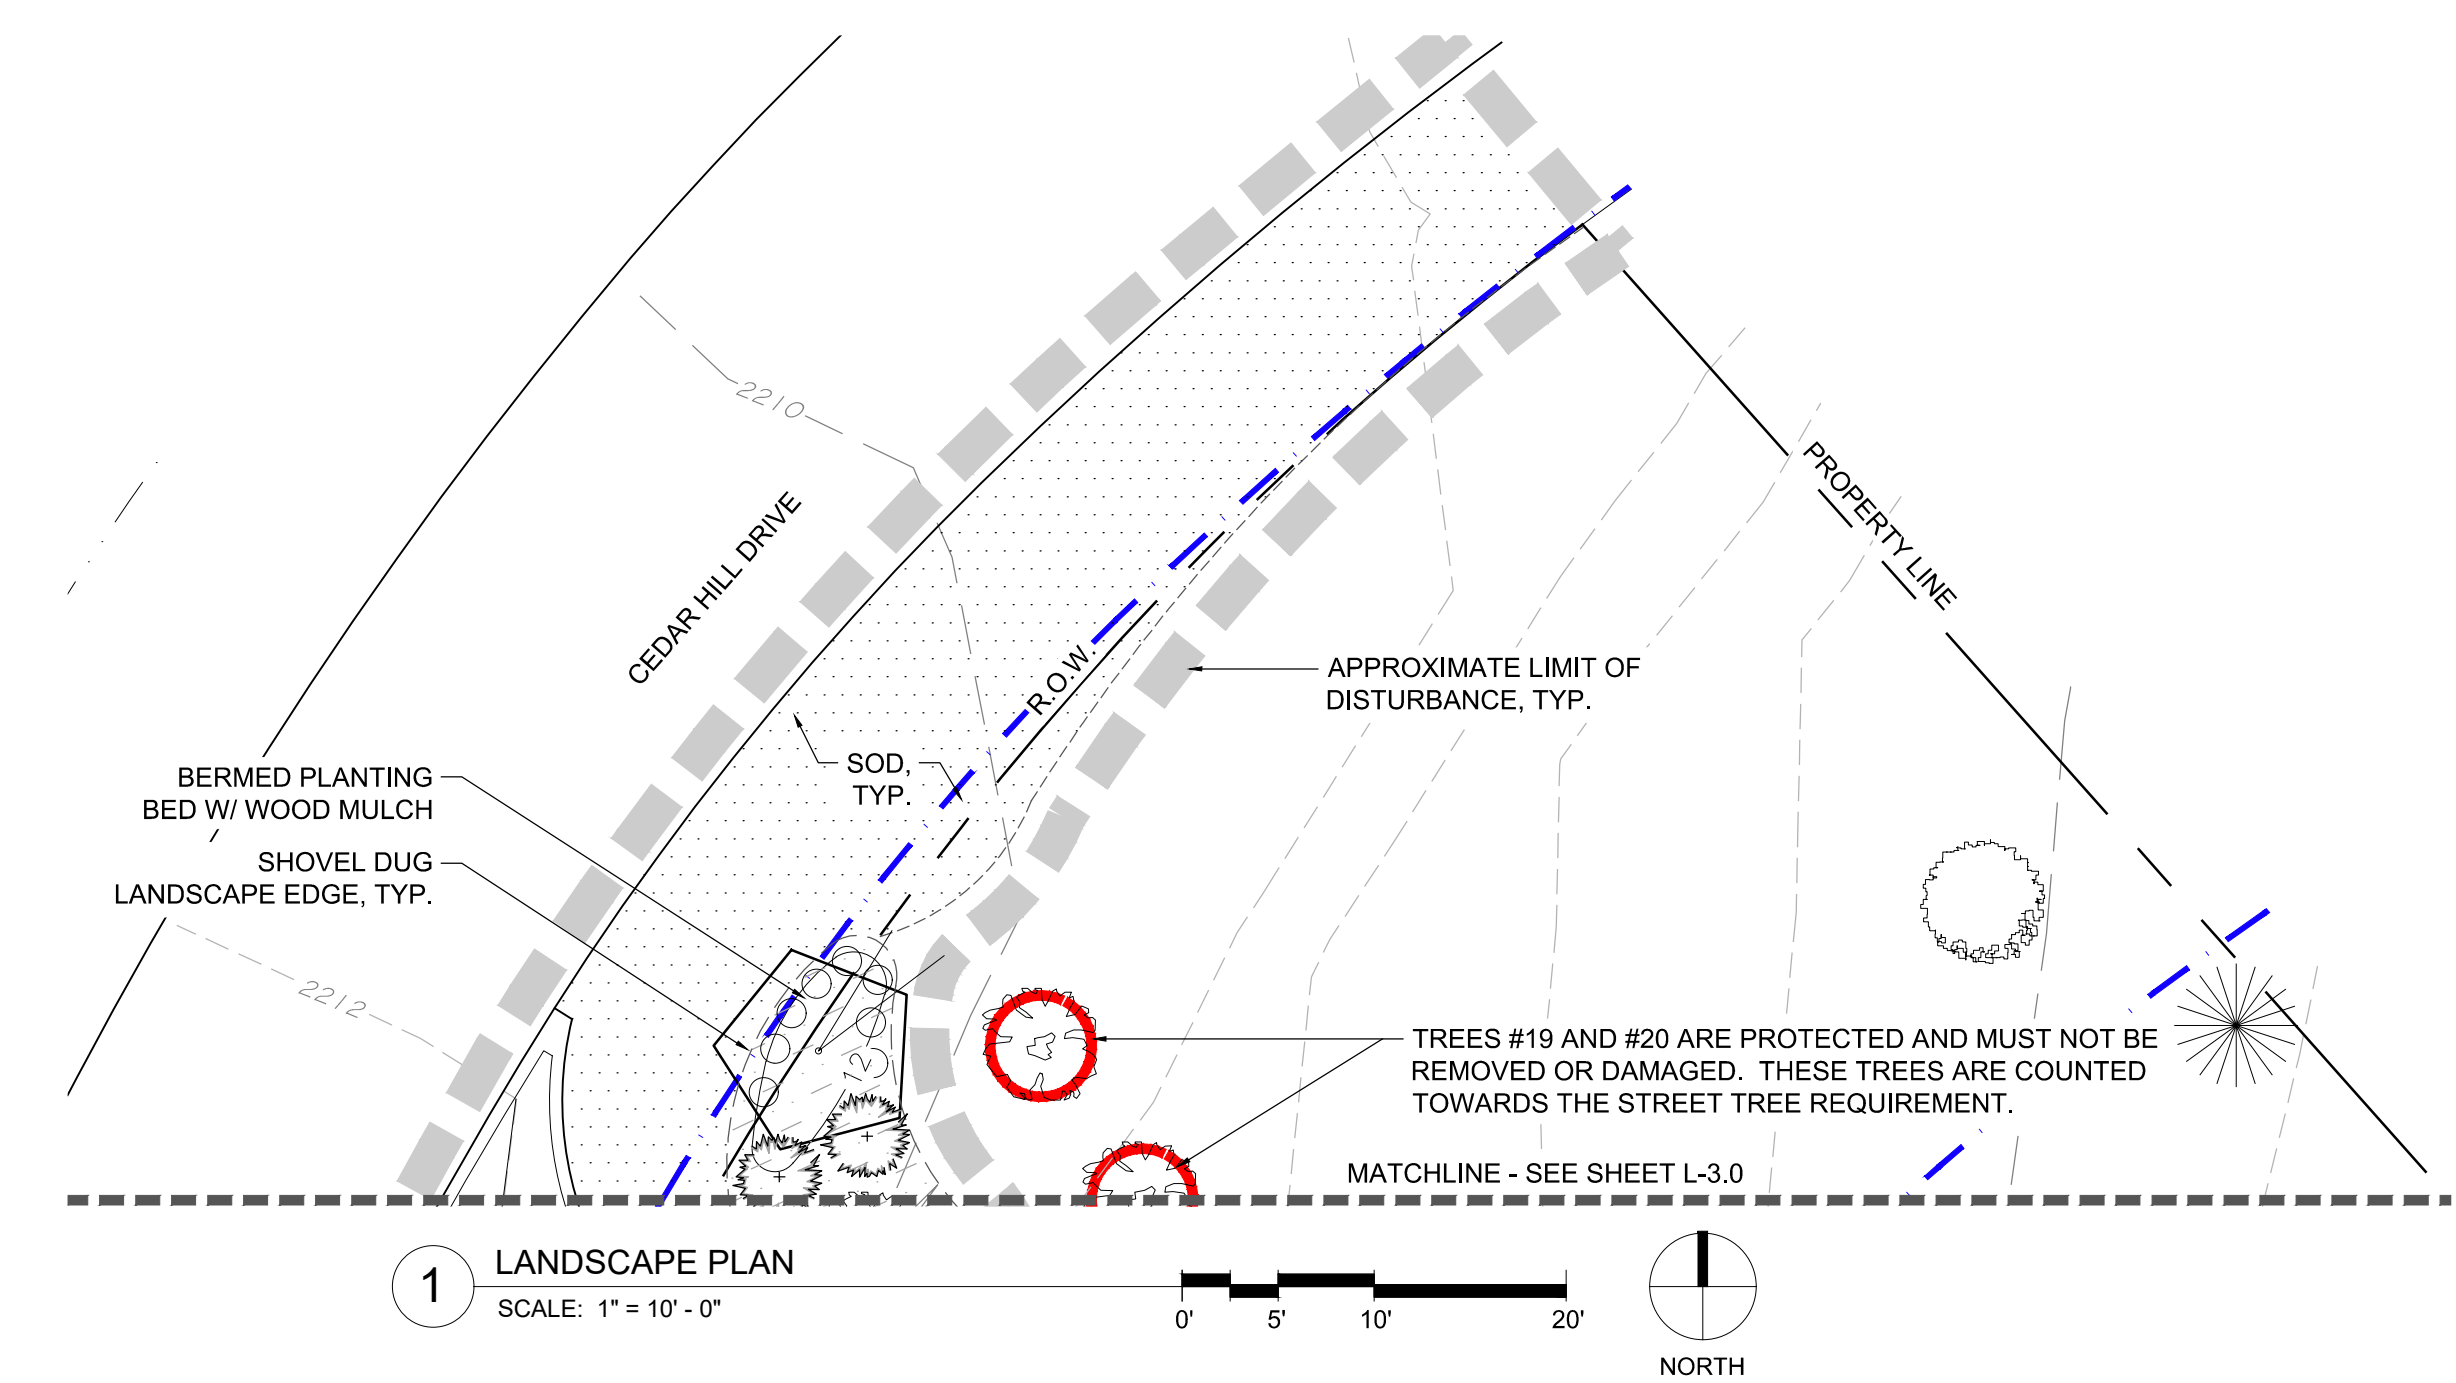 2210
CEDAR HILL DRIVE
PROPERTY LINE
R.O.W.
APPROXIMATE LIMIT OF
DISTURBANCE, TYP.
SOD,
TYP.
BERMED PLANTING
BED W/ WOOD MULCH
SHOVEL DUG
LANDSCAPE EDGE, TYP.
2212
TREES #19 AND #20 ARE PROTECTED AND MUST NOT BE
REMOVED OR DAMAGED. THESE TREES ARE COUNTED
TOWARDS THE STREET TREE REQUIREMENT.
MATCHLINE - SEE SHEET L-3.0
1
LANDSCAPE PLAN
SCALE: 1" = 10' - 0"
0' 5' 10' 20'
NORTH